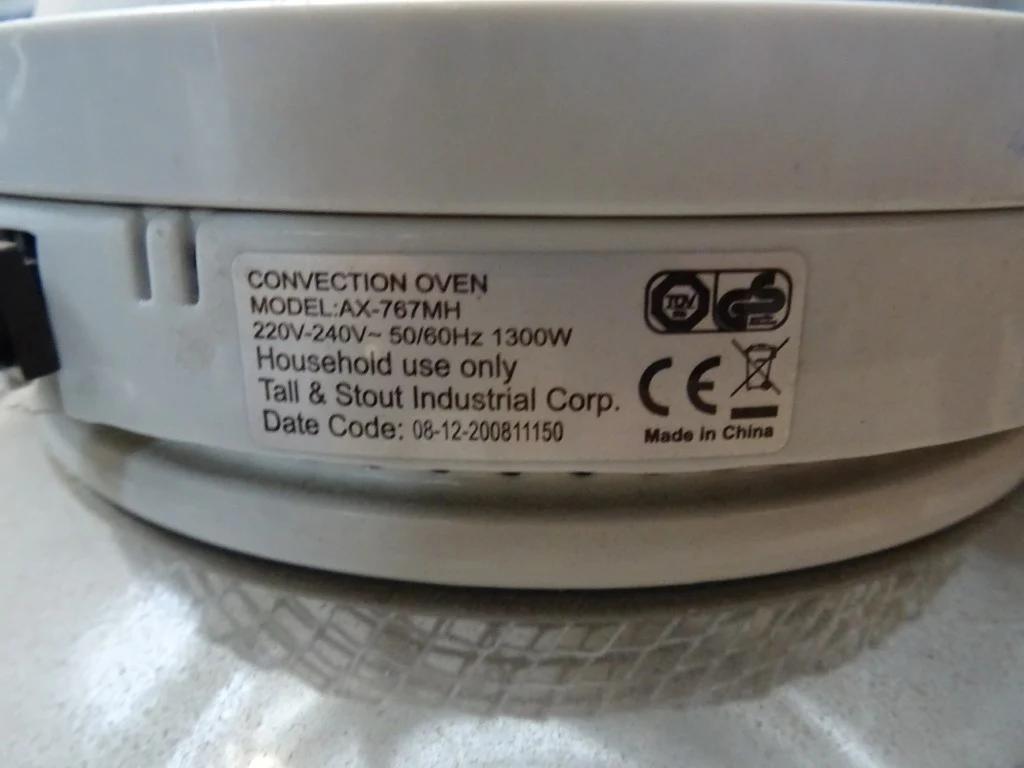 CONVECTION OVEN
MODEL:AX-767MH
220V-240V~ 50/60Hz 1300W
Household use only
Tall & Stout Industrial Corp.
Date Code: 08-12-200811150
TÜV
CE
Made in China